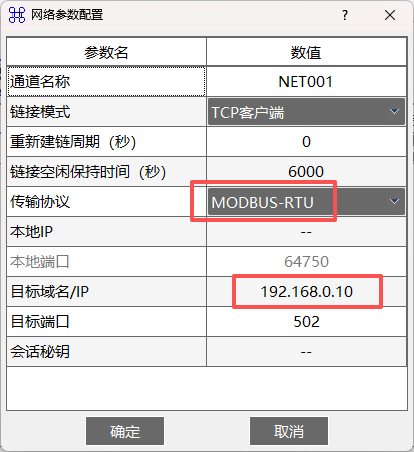 网络参数配置
参数名 数值
通道名称 NET001
链接模式 TCP客户端
重新建链周期（秒） 0
链接空闲保持时间（秒） 6000
传输协议 MODBUS-RTU
本地IP --
本地端口 64750
目标域名/IP 192.168.0.10
目标端口 502
会话秘钥 --
确定 取消